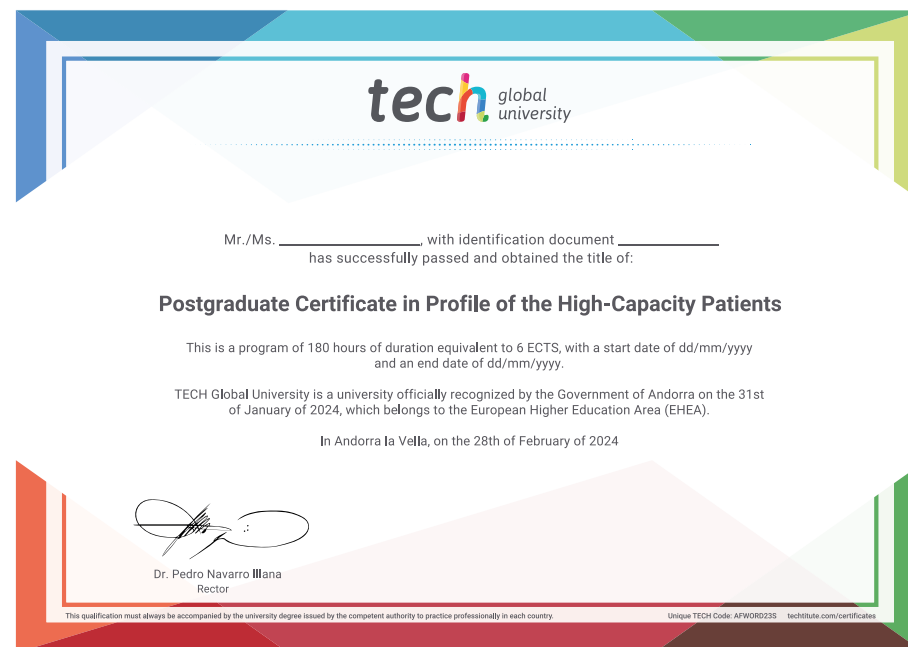 tech global
university
Mr./Ms. ____________, with identification document ____________
has successfully passed and obtained the title of:
Postgraduate Certificate in Profile of the High-Capacity Patients
This is a program of 180 hours of duration equivalent to 6 ECTS, with a start date of dd/mm/yyyy
and an end date of dd/mm/yyyy.
TECH Global University is a university officially recognized by the Government of Andorra on the 31st
of January of 2024, which belongs to the European Higher Education Area (EHEA).
In Andorra la Vella, on the 28th of February of 2024
Dr. Pedro Navarro Illana
Rector
This qualification must always be accompanied by the university degree issued by the competent authority to practice professionally in each country.
Unique TECH Code: AFWORD23S techtitute.com/certificates